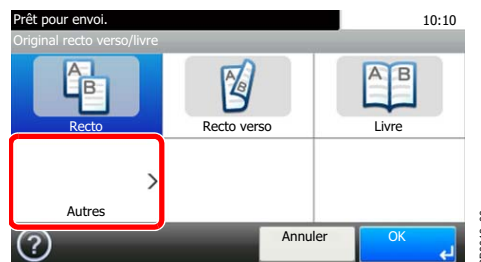 Prêt pour envoi. 10:10
Original recto verso/livre
A B A B A B
Recto Recto verso Livre
Autres
? Annuler OK